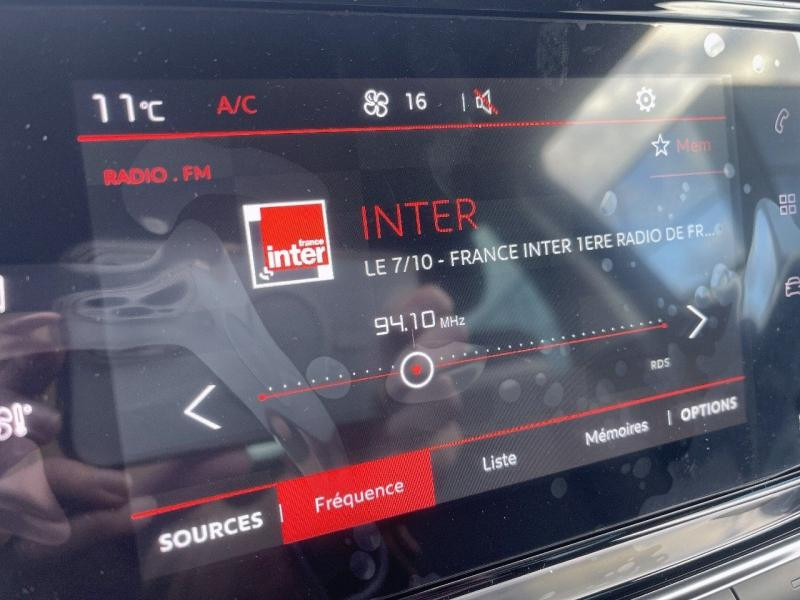 11°C A/C 16
Mem
RADIO . FM
france
inter
INTER
LE 7/10 - FRANCE INTER 1ERE RADIO DE FR...
94.10 MHz
RDS
SOURCES Fréquence Liste Mémoires OPTIONS